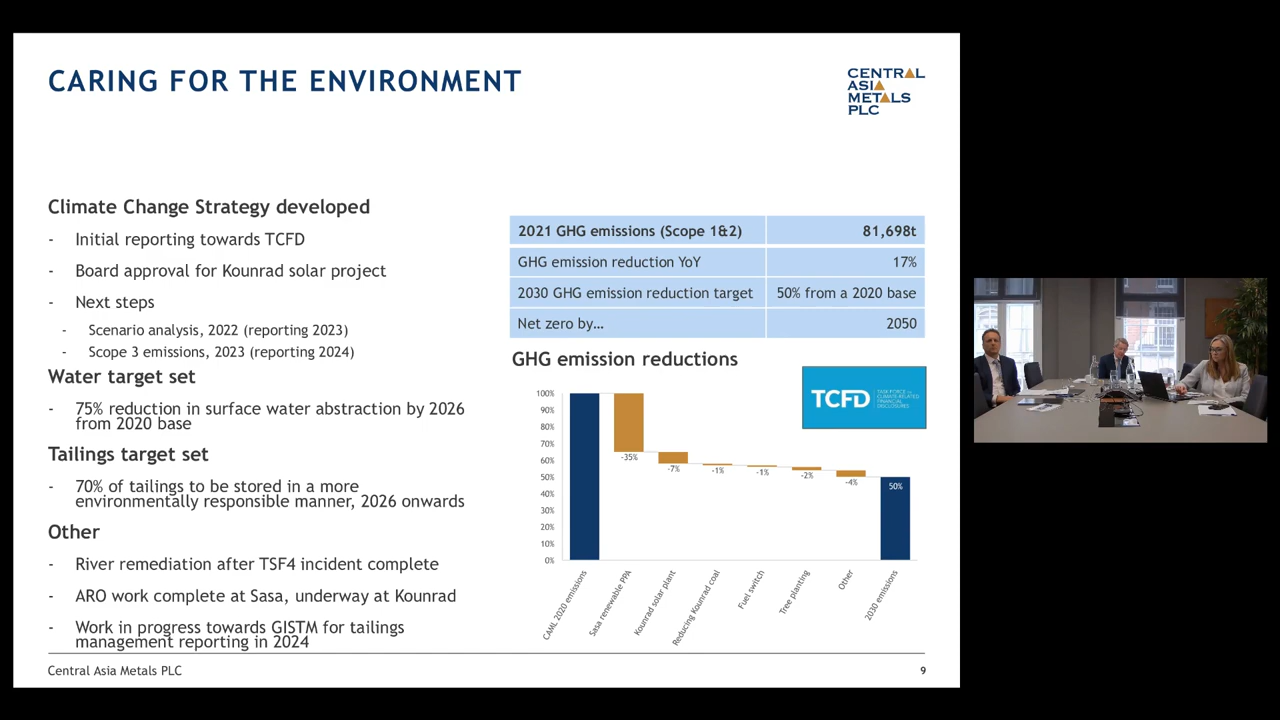 CARING FOR THE ENVIRONMENT
CENTRAL
ASIA
METALS
PLC
Climate Change Strategy developed
- Initial reporting towards TCFD
- Board approval for Kounrad solar project
- Next steps
- Scenario analysis, 2022 (reporting 2023)
- Scope 3 emissions, 2023 (reporting 2024)
Water target set
- 75% reduction in surface water abstraction by 2026
from 2020 base
Tailings target set
- 70% of tailings to be stored in a more
environmentally responsible manner, 2026 onwards
Other
- River remediation after TSF4 incident complete
- ARO work complete at Sasa, underway at Kounrad
- Work in progress towards GISTM for tailings
management reporting in 2024
2021 GHG emissions (Scope 1&2) 81,698t
GHG emission reduction YoY 17%
2030 GHG emission reduction target 50% from a 2020 base
Net zero by… 2050
GHG emission reductions
TCFD
TASK FORCE ON
CLIMATE-RELATED
FINANCIAL
DISCLOSURES
100%
90%
80%
70%
60%
50%
40%
30%
20%
10%
0%
-35%
-7%
-1%
-1%
-2%
-4%
50%
CAML 2020 emissions
Sasa renewable PPA
Kounrad solar plant
Reducing Kounrad coal
Fuel switch
Tree planting
Other
2030 emissions
Central Asia Metals PLC
9